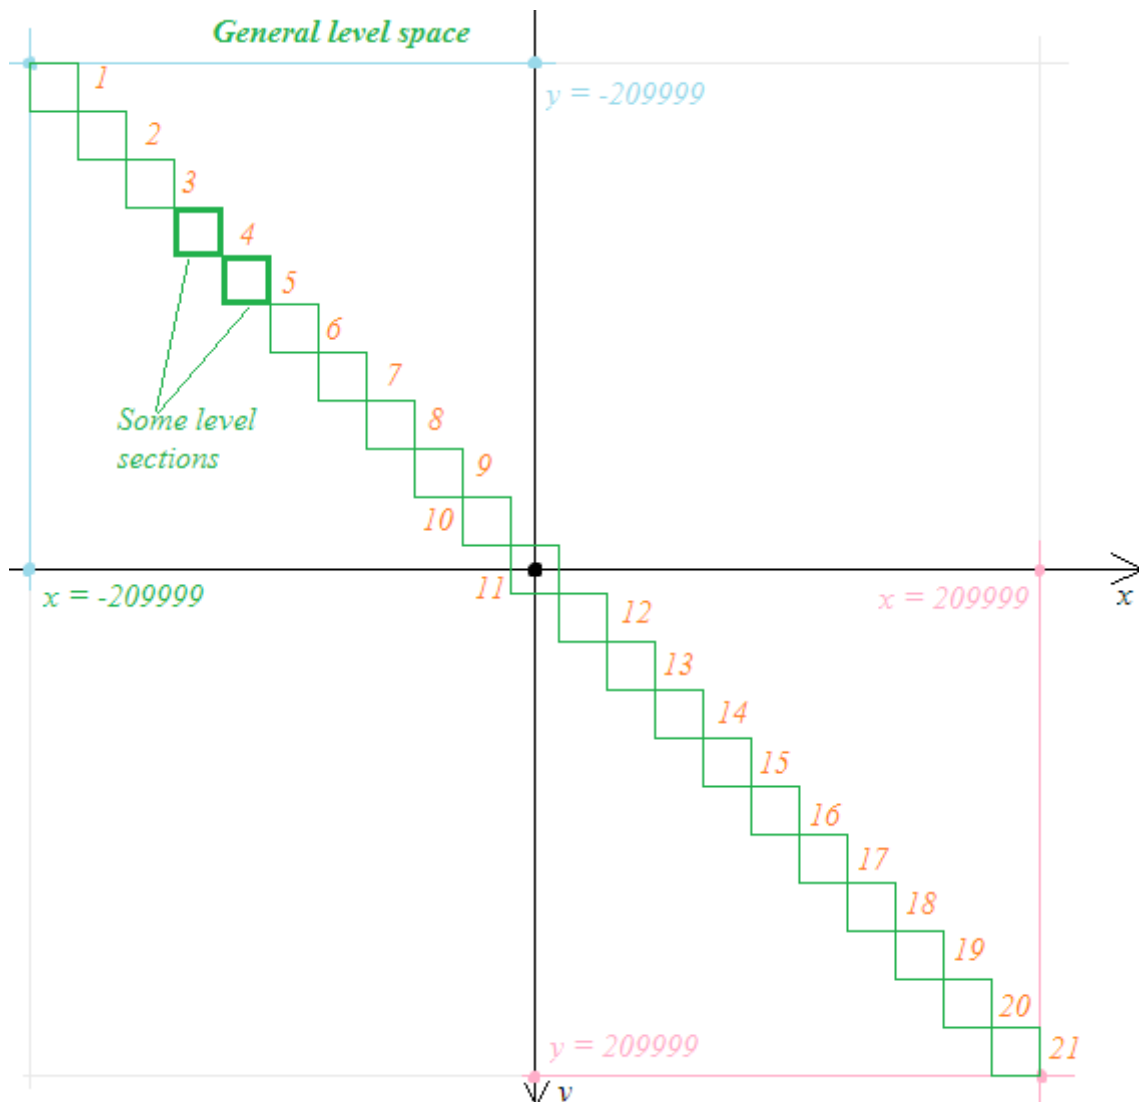 General level space
1
y = -209999
2
3
4
5
6
7
Some level
sections
8
9
10
11
x = -209999
x = 209999
x
12
13
14
15
16
17
18
19
20
y = 209999
21
y